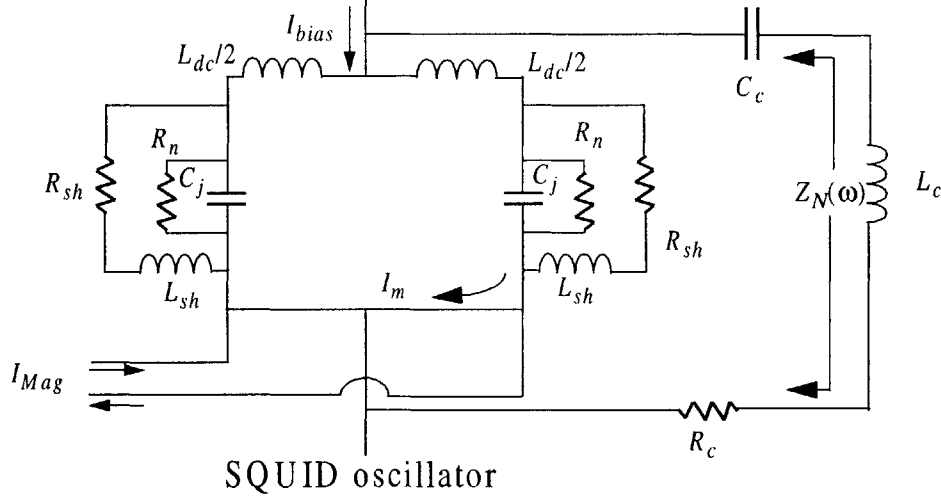 I_bias
L_dc/2
L_dc/2
C_c
R_n
R_n
R_sh
C_j
C_j
Z_N(ω)
L_c
R_sh
L_sh
I_m
L_sh
I_Mag
R_c
SQUID oscillator